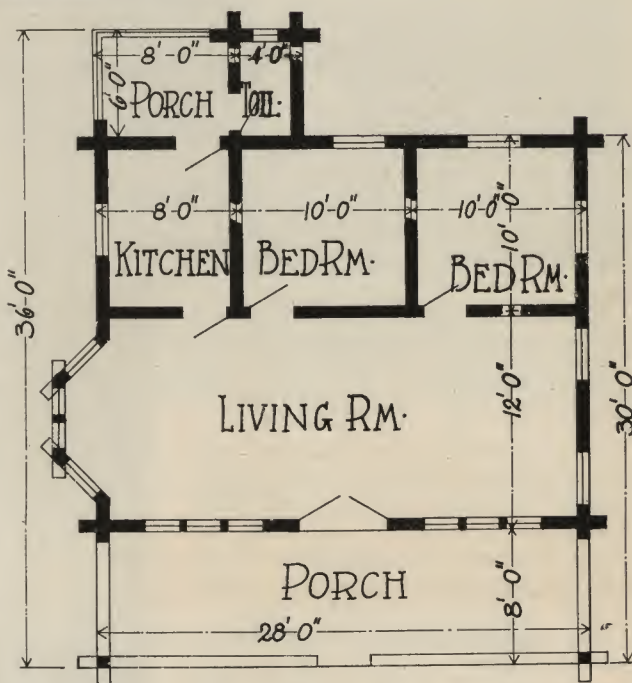 8'-0" 4'-0"
6'-0"
PORCH TOIL.
8'-0" 10'-0" 10'-0"
10'-0"
KITCHEN BED RM. BED RM.
36'-0"
LIVING RM.
12'-0"
30'-0"
PORCH
8'-0"
28'-0"